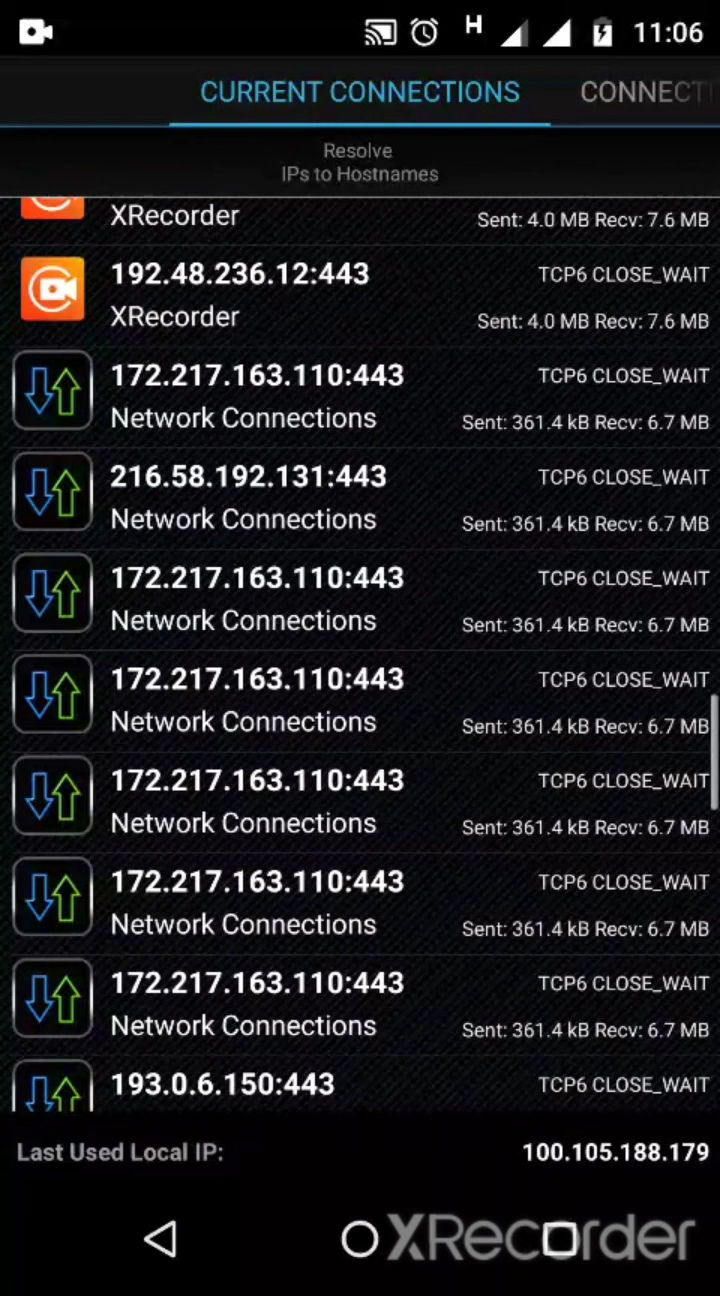 H 11:06
CURRENT CONNECTIONS CONNECT
Resolve
IPs to Hostnames
XRecorder Sent: 4.0 MB Recv: 7.6 MB
192.48.236.12:443 TCP6 CLOSE_WAIT
XRecorder Sent: 4.0 MB Recv: 7.6 MB
172.217.163.110:443 TCP6 CLOSE_WAIT
Network Connections Sent: 361.4 kB Recv: 6.7 MB
216.58.192.131:443 TCP6 CLOSE_WAIT
Network Connections Sent: 361.4 kB Recv: 6.7 MB
172.217.163.110:443 TCP6 CLOSE_WAIT
Network Connections Sent: 361.4 kB Recv: 6.7 MB
172.217.163.110:443 TCP6 CLOSE_WAIT
Network Connections Sent: 361.4 kB Recv: 6.7 MB
172.217.163.110:443 TCP6 CLOSE_WAIT
Network Connections Sent: 361.4 kB Recv: 6.7 MB
172.217.163.110:443 TCP6 CLOSE_WAIT
Network Connections Sent: 361.4 kB Recv: 6.7 MB
172.217.163.110:443 TCP6 CLOSE_WAIT
Network Connections Sent: 361.4 kB Recv: 6.7 MB
193.0.6.150:443 TCP6 CLOSE_WAIT
Last Used Local IP: 100.105.188.179
XRecorder